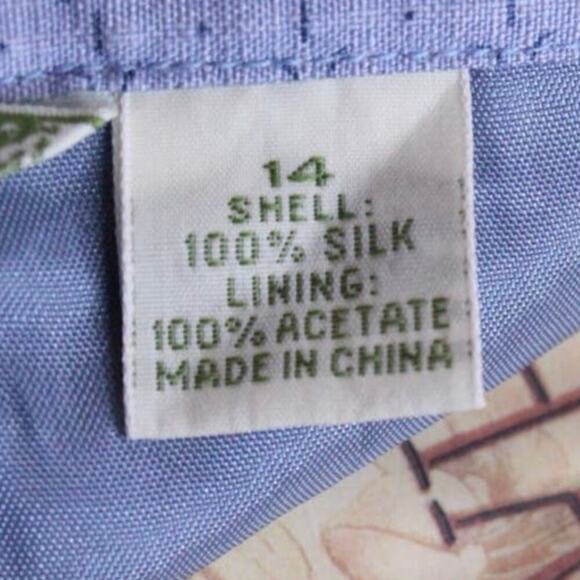 14
SHELL:
100% SILK
LINING:
100% ACETATE
MADE IN CHINA